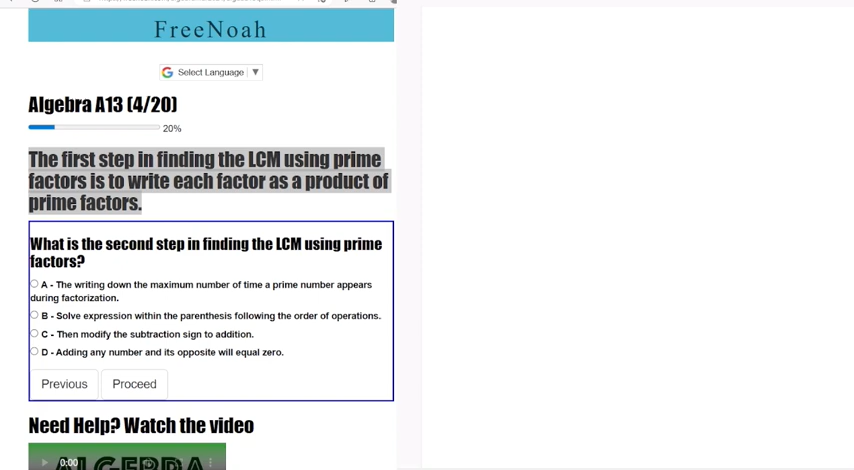 FreeNoah
Select Language ▼
Algebra A13 (4/20)
20%
The first step in finding the LCM using prime
factors is to write each factor as a product of
prime factors.
What is the second step in finding the LCM using prime
factors?
A - The writing down the maximum number of time a prime number appears
during factorization.
B - Solve expression within the parenthesis following the order of operations.
C - Then modify the subtraction sign to addition.
D - Adding any number and its opposite will equal zero.
Previous Proceed
Need Help? Watch the video
0:00
ALGEBRA